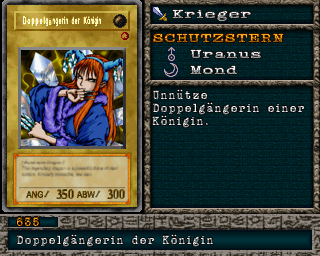 Doppelgängerin der Königin
ANG/ 350 ABW/ 300
Krieger
SCHUTZSTERN
Uranus
Mond
Unnütze
Doppelgängerin einer
Königin.
635
Doppelgängerin der Königin